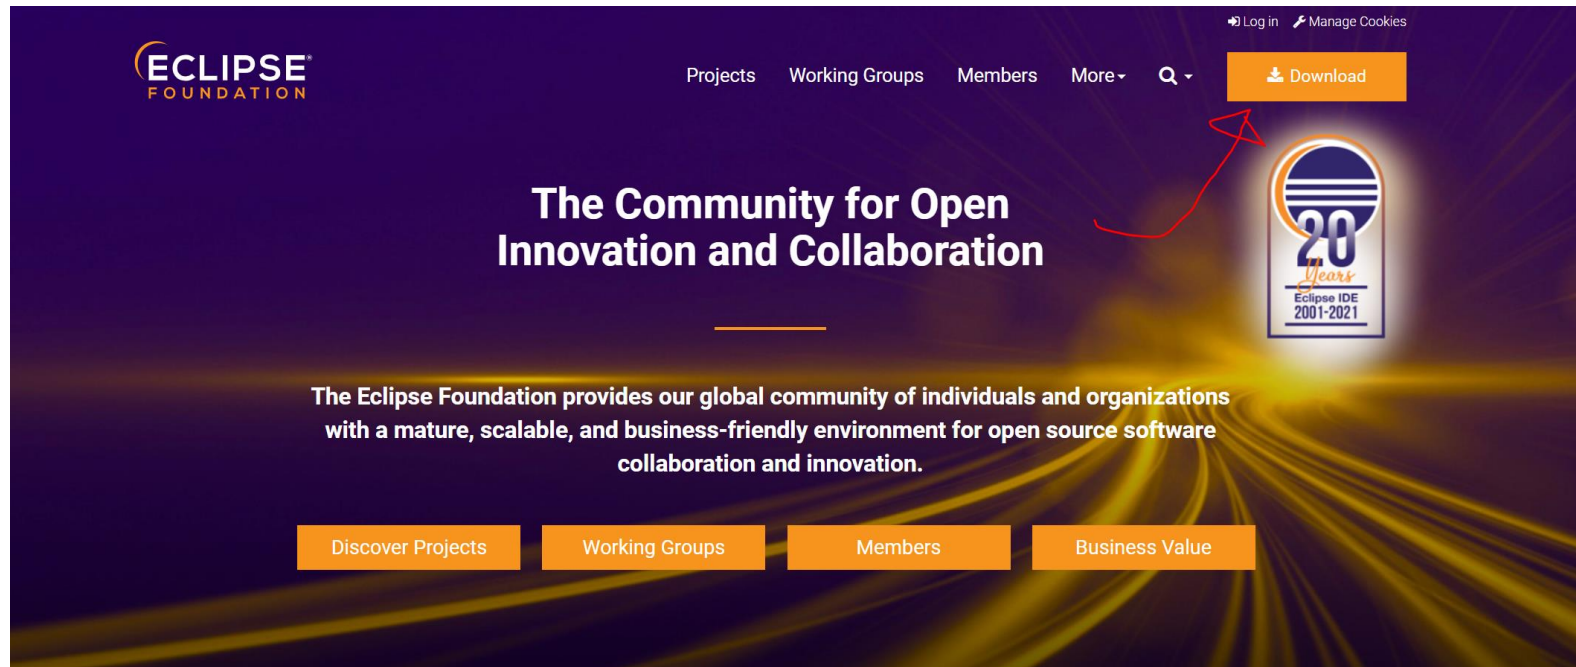 Log in Manage Cookies
ECLIPSE®
FOUNDATION
Projects Working Groups Members More Download
The Community for Open
Innovation and Collaboration
20
Years
Eclipse IDE
2001-2021
The Eclipse Foundation provides our global community of individuals and organizations
with a mature, scalable, and business-friendly environment for open source software
collaboration and innovation.
Discover Projects Working Groups Members Business Value